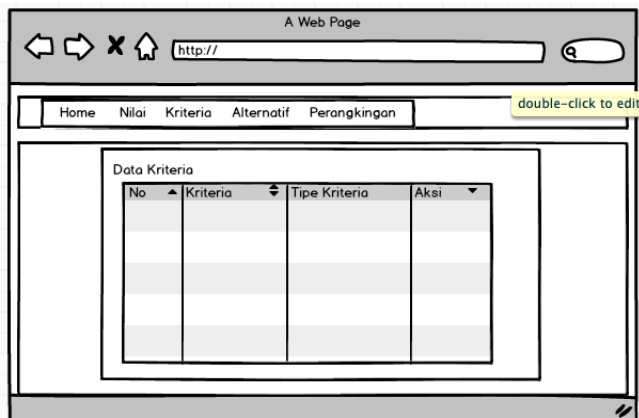 A Web Page
http://
double-click to edit
Home Nilai Kriteria Alternatif Perangkingan
Data Kriteria
No Kriteria Tipe Kriteria Aksi